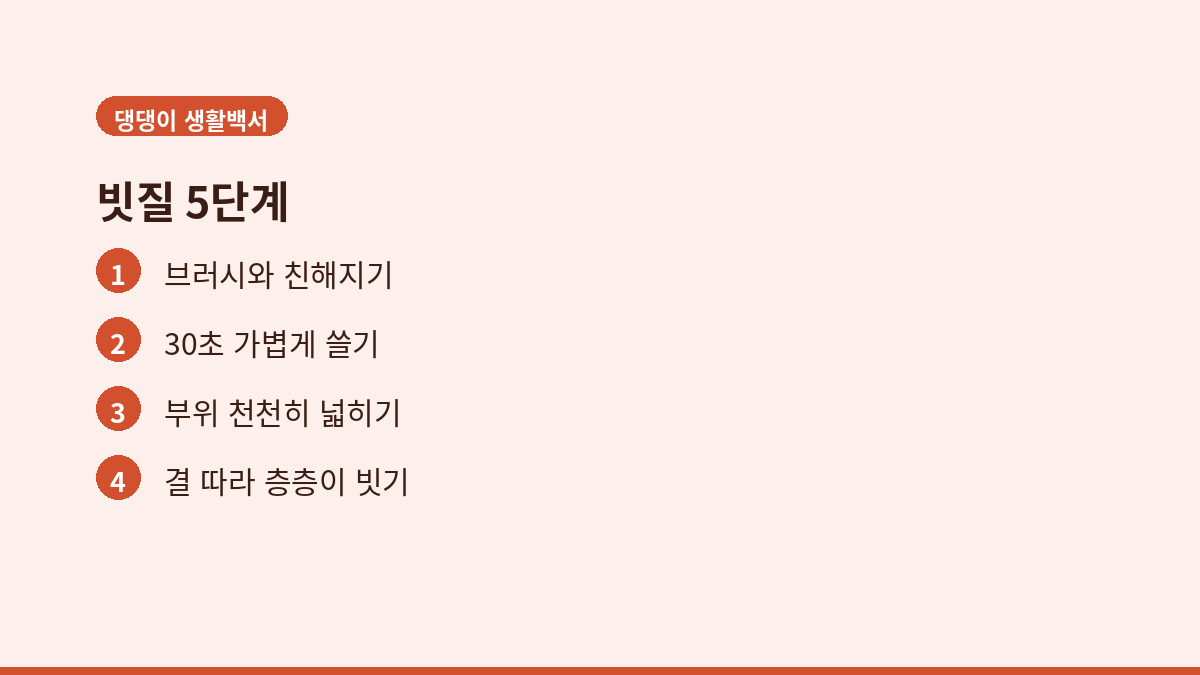 댕댕이 생활백서
빗질 5단계
1 브러시와 친해지기
2 30초 가볍게 쓸기
3 부위 천천히 넓히기
4 결 따라 층층이 빗기